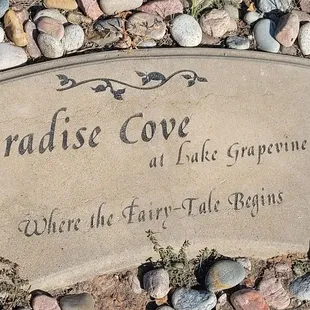 radise Cove
at Lake Grapevine
Where the Fairy-Tale Begins